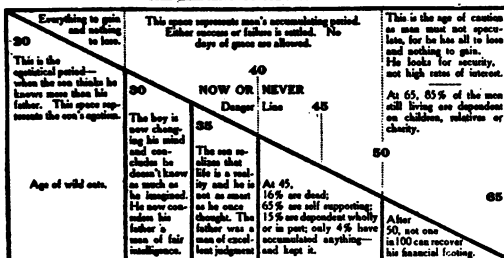 Everything to gain
and nothing
to lose.
20
This is the
egotistical period—
when the son thinks he
knows more than his
father. This space rep-
resents the son's egotism.
Age of wild oats.
This space represents man's accumulating period.
Either success or failure is settled. No
days of grace are allowed.
This is the age of caution
as man must not specu-
late, for he has all to lose
and nothing to gain.
He looks for security,
not high rates of interest.
At 65, 85% of the men
still living are dependent
on children, relatives or
charity.
40
NOW OR NEVER
Danger Line
45
30
The boy is
now chang-
ing his mind
and con-
cludes he
doesn't know
as much as
he imagined.
He now con-
siders his
father a
man of fair
intelligence.
35
The son re-
alizes that
life is a real-
ity and he is
not as smart
as he once
thought. The
father was a
man of excel-
lent judgment
At 45,
16% are dead;
65% are self supporting;
15% are dependent wholly
or in part; only 4% have
accumulated anything—
and kept it.
50
After
50, not one
in 100 can recover
his financial footing.
65